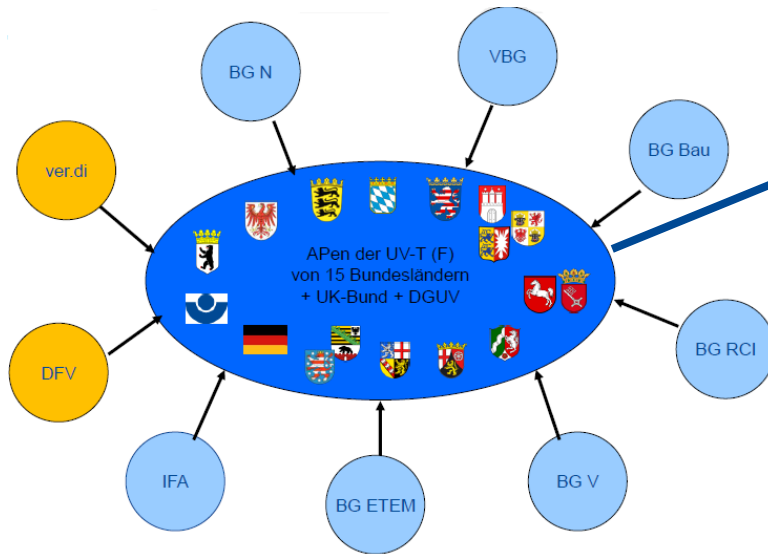 BG N
VBG
ver.di
BG Bau
APen der UV-T (F)
von 15 Bundesländern
+ UK-Bund + DGUV
DFV
BG RCI
IFA
BG ETEM
BG V